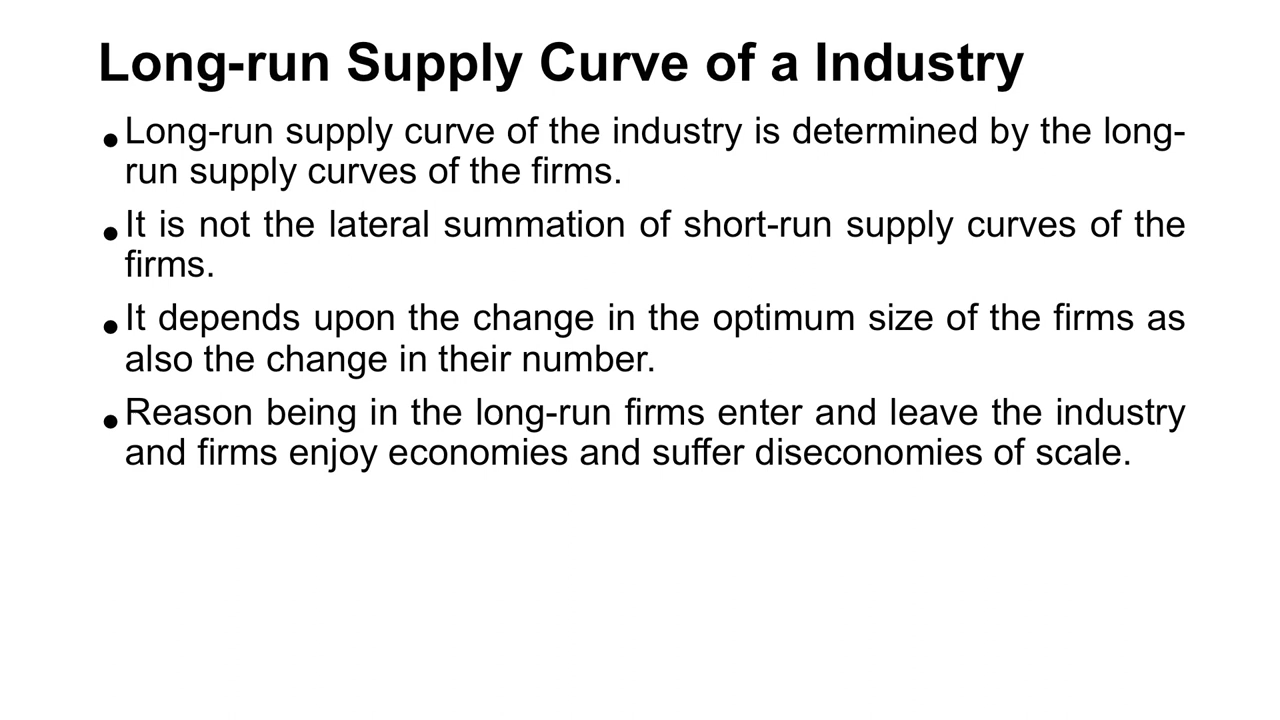 Long-run Supply Curve of a Industry
•Long-run supply curve of the industry is determined by the long-
run supply curves of the firms.
•It is not the lateral summation of short-run supply curves of the
firms.
•It depends upon the change in the optimum size of the firms as
also the change in their number.
•Reason being in the long-run firms enter and leave the industry
and firms enjoy economies and suffer diseconomies of scale.